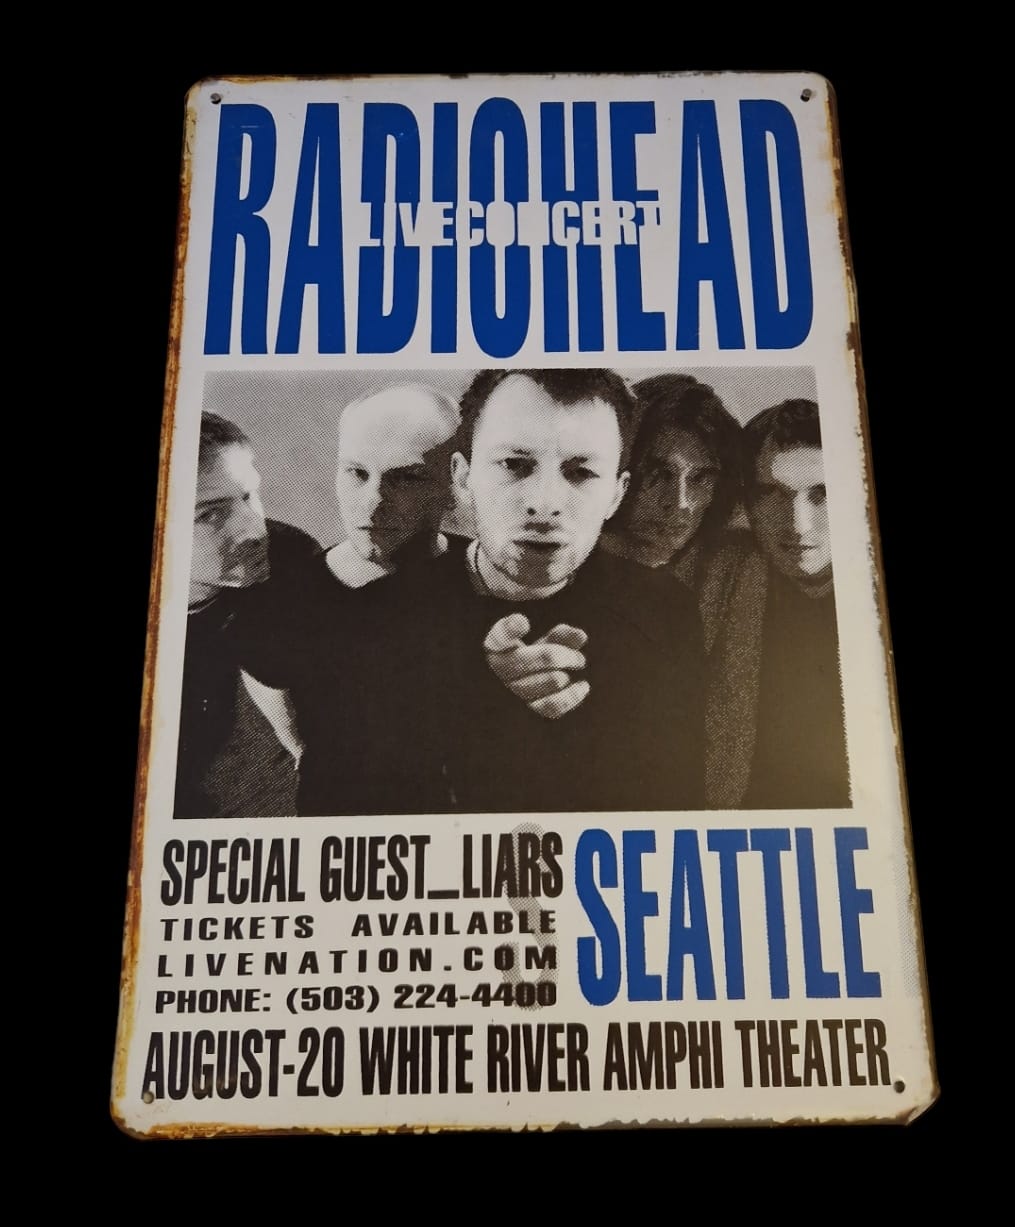 RADIOHEAD
LIVECONCERT
SPECIAL GUEST_LIARS
TICKETS AVAILABLE
LIVENATION.COM
PHONE: (503) 224-4400
SEATTLE
AUGUST-20 WHITE RIVER AMPHI THEATER